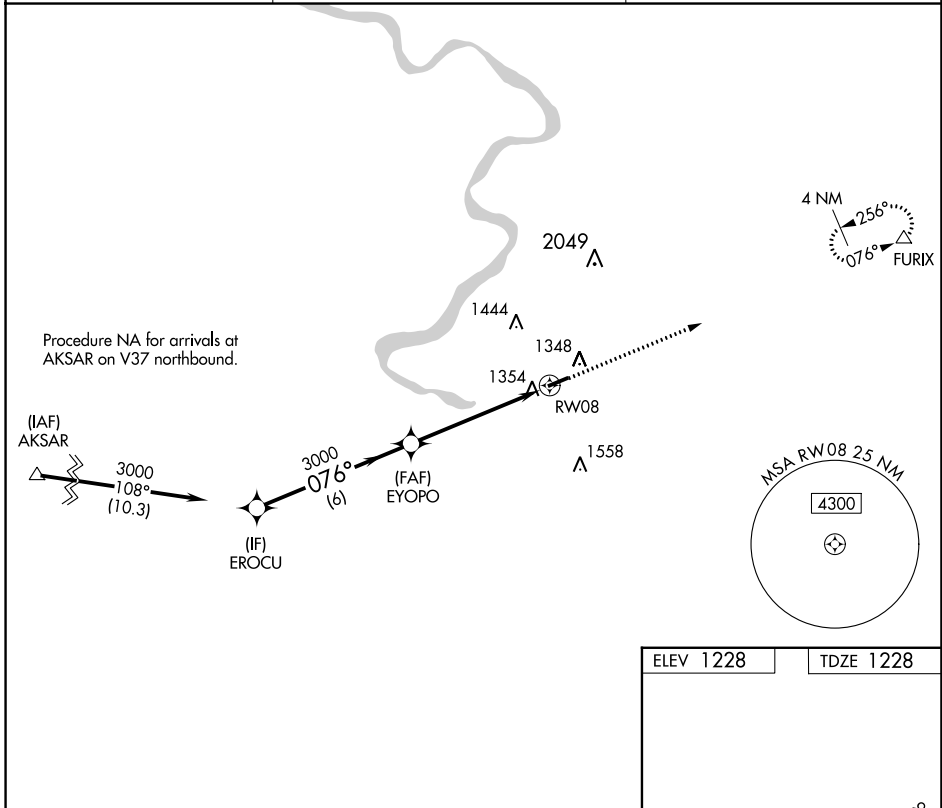 4 NM
256°
076°
FURIX
2049
1444
1348
1354
RW08
1558
Procedure NA for arrivals at
AKSAR on V37 northbound.
(IAF)
AKSAR
3000
108°
(10.3)
3000
076°
(6)
(FAF)
EYOPO
(IF)
EROCU
MSA RW08 25 NM
4300
ELEV 1228
TDZE 1228